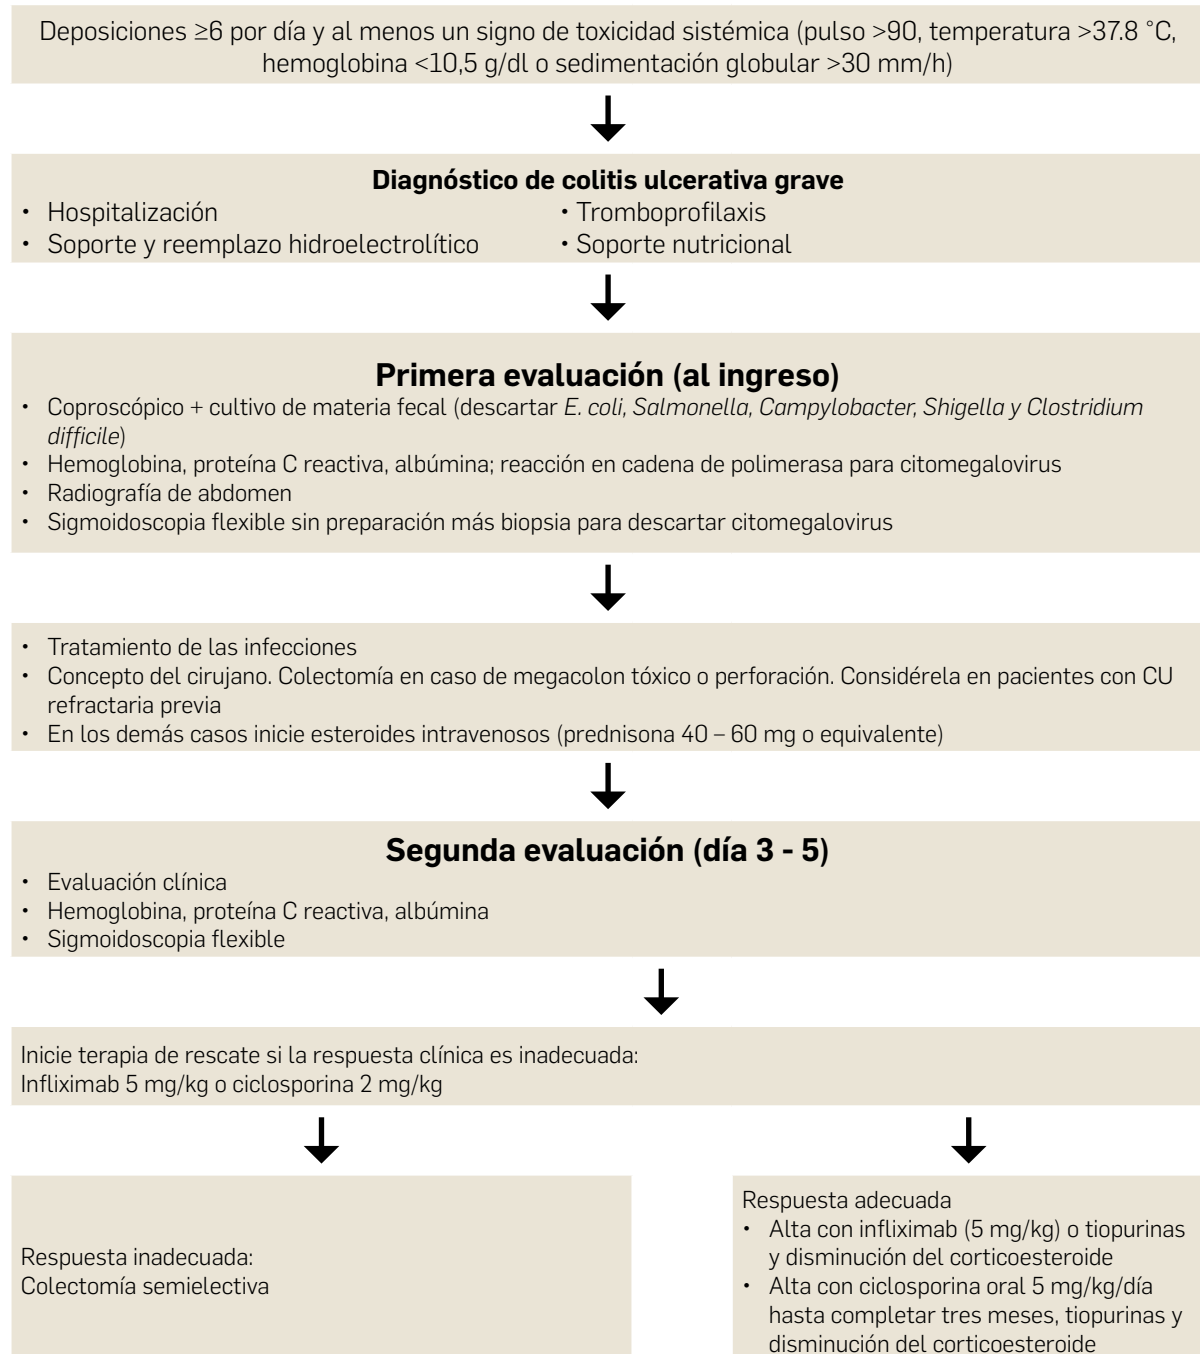 Deposiciones ≥6 por día y al menos un signo de toxicidad sistémica (pulso >90, temperatura >37.8 °C,
hemoglobina <10,5 g/dl o sedimentación globular >30 mm/h)
Diagnóstico de colitis ulcerativa grave
• Hospitalización
• Soporte y reemplazo hidroelectrolítico
• Tromboprofilaxis
• Soporte nutricional
Primera evaluación (al ingreso)
• Coproscópico + cultivo de materia fecal (descartar E. coli, Salmonella, Campylobacter, Shigella y Clostridium
difficile)
• Hemoglobina, proteína C reactiva, albúmina; reacción en cadena de polimerasa para citomegalovirus
• Radiografía de abdomen
• Sigmoidoscopia flexible sin preparación más biopsia para descartar citomegalovirus
• Tratamiento de las infecciones
• Concepto del cirujano. Colectomía en caso de megacolon tóxico o perforación. Considérela en pacientes con CU
refractaria previa
• En los demás casos inicie esteroides intravenosos (prednisona 40 – 60 mg o equivalente)
Segunda evaluación (día 3 - 5)
• Evaluación clínica
• Hemoglobina, proteína C reactiva, albúmina
• Sigmoidoscopia flexible
Inicie terapia de rescate si la respuesta clínica es inadecuada:
Infliximab 5 mg/kg o ciclosporina 2 mg/kg
Respuesta inadecuada:
Colectomía semielectiva
Respuesta adecuada
• Alta con infliximab (5 mg/kg) o tiopurinas
y disminución del corticoesteroide
• Alta con ciclosporina oral 5 mg/kg/día
hasta completar tres meses, tiopurinas y
disminución del corticoesteroide